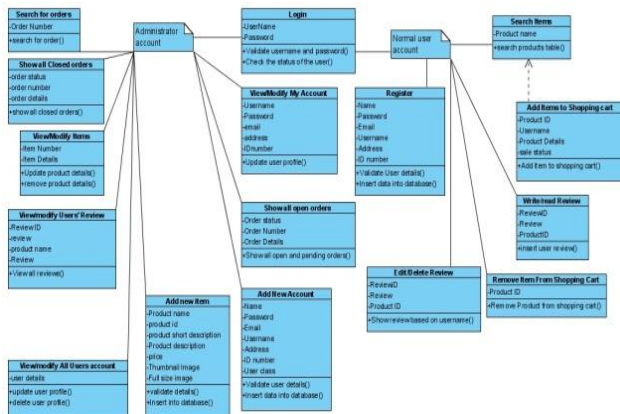 Search for orders
-Order Number
+search for order()
Show all Closed orders
-order status
-order number
-order details
+show all closed orders()
View/Modify Items
-Item Number
-Item Details
+Update product details()
+remove product details()
View/modify Users' Review
-Review ID
-review
-product name
-Review
+View all reviews()
View/modify All Users account
-user details
+update user profile()
+delete user profile()
Administrator
account
Add new item
-Product name
-product id
-product short description
-Product description
-price
-Thumbnail Image
-Full size image
+validate details()
+Insert into database()
Login
-UserName
-Password
+Validate username and password()
+Check the status of the user()
View/Modify My Account
-Username
-Password
-email
-address
-IDnumber
+Update user profile()
Show all open orders
-Order status
-Order Number
-Order Details
+Show all open and pending orders()
Add New Account
-Name
-Password
-Email
-Username
-Address
-ID number
-User class
+Validate user details()
+Insert data into database()
Normal user
account
Register
-Name
-Password
-Email
-Username
-Address
-ID number
+Validate User details()
+Insert data into database()
Edit/Delete Review
-ReviewID
-Review
-Product ID
+Show review based on username()
Search Items
-Product name
+search products table()
Add Items to Shopping cart
-Product ID
-Username
-Product Details
-sale status
+Add Item to shopping cart()
Write/read Review
-ReviewID
-Review
-ProductID
+insert user review()
Remove Item From Shopping Cart
-Product ID
+Remove Product from shopping cart()